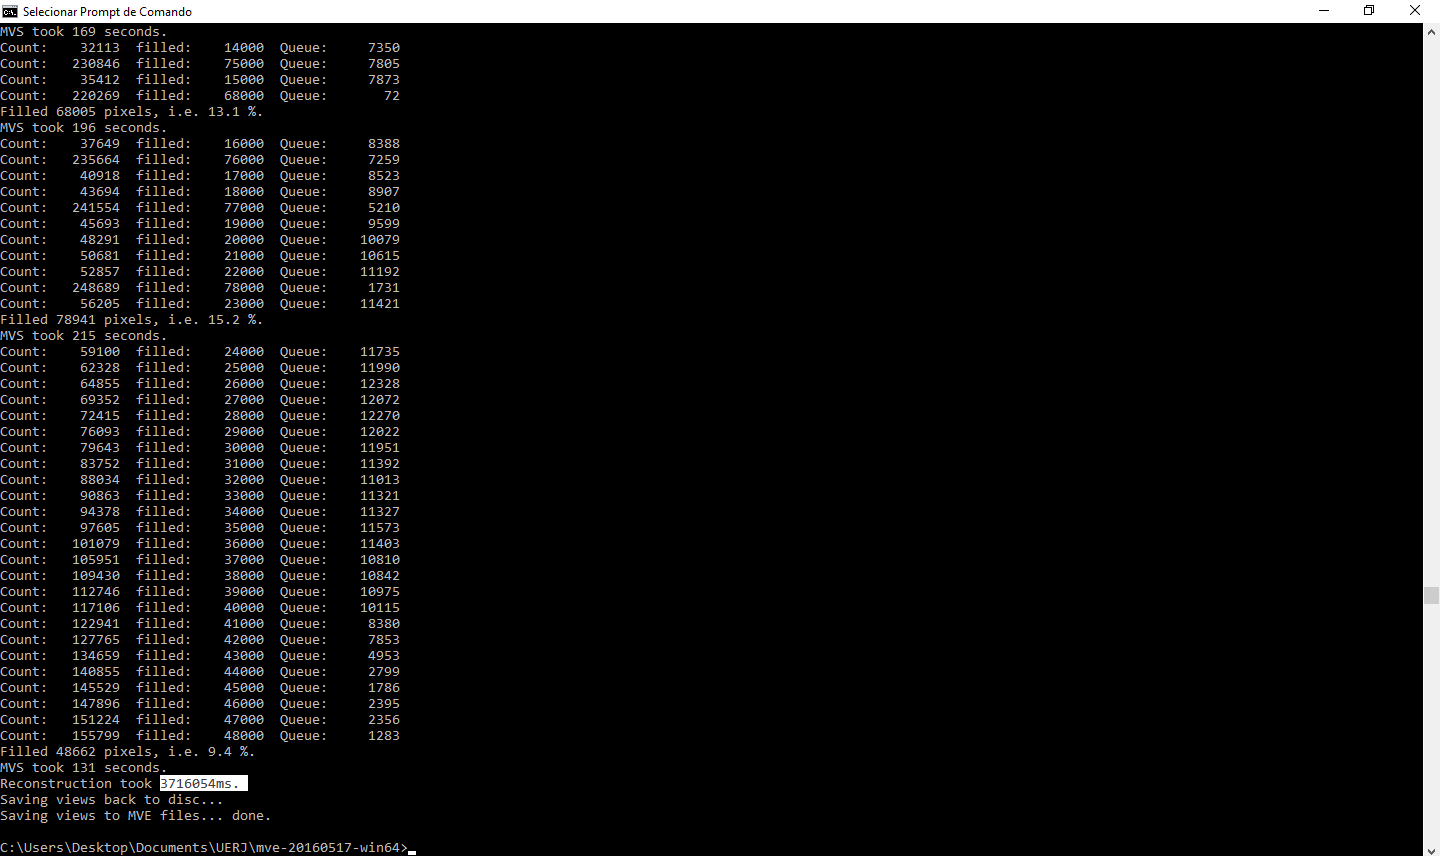 Selecionar Prompt de Comando
MVS took 169 seconds.
Count: 32113 filled: 14000 Queue: 7350
Count: 230846 filled: 75000 Queue: 7805
Count: 35412 filled: 15000 Queue: 7873
Count: 220269 filled: 68000 Queue: 72
Filled 68005 pixels, i.e. 13.1 %.
MVS took 196 seconds.
Count: 37649 filled: 16000 Queue: 8388
Count: 235664 filled: 76000 Queue: 7259
Count: 40918 filled: 17000 Queue: 8523
Count: 43694 filled: 18000 Queue: 8907
Count: 241554 filled: 77000 Queue: 5210
Count: 45693 filled: 19000 Queue: 9599
Count: 48291 filled: 20000 Queue: 10079
Count: 50681 filled: 21000 Queue: 10615
Count: 52857 filled: 22000 Queue: 11192
Count: 248689 filled: 78000 Queue: 1731
Count: 56205 filled: 23000 Queue: 11421
Filled 78941 pixels, i.e. 15.2 %.
MVS took 215 seconds.
Count: 59100 filled: 24000 Queue: 11735
Count: 62328 filled: 25000 Queue: 11990
Count: 64855 filled: 26000 Queue: 12328
Count: 69352 filled: 27000 Queue: 12072
Count: 72415 filled: 28000 Queue: 12270
Count: 76093 filled: 29000 Queue: 12022
Count: 79643 filled: 30000 Queue: 11951
Count: 83752 filled: 31000 Queue: 11392
Count: 88034 filled: 32000 Queue: 11013
Count: 90863 filled: 33000 Queue: 11321
Count: 94378 filled: 34000 Queue: 11327
Count: 97605 filled: 35000 Queue: 11573
Count: 101079 filled: 36000 Queue: 11403
Count: 105951 filled: 37000 Queue: 10810
Count: 109430 filled: 38000 Queue: 10842
Count: 112746 filled: 39000 Queue: 10975
Count: 117106 filled: 40000 Queue: 10115
Count: 122941 filled: 41000 Queue: 8380
Count: 127765 filled: 42000 Queue: 7853
Count: 134659 filled: 43000 Queue: 4953
Count: 140855 filled: 44000 Queue: 2799
Count: 145529 filled: 45000 Queue: 1786
Count: 147896 filled: 46000 Queue: 2395
Count: 151224 filled: 47000 Queue: 2356
Count: 155799 filled: 48000 Queue: 1283
Filled 48662 pixels, i.e. 9.4 %.
MVS took 131 seconds.
Reconstruction took 3716054ms.
Saving views back to disc...
Saving views to MVE files... done.
C:\Users\Desktop\Documents\UERJ\mve-20160517-win64>